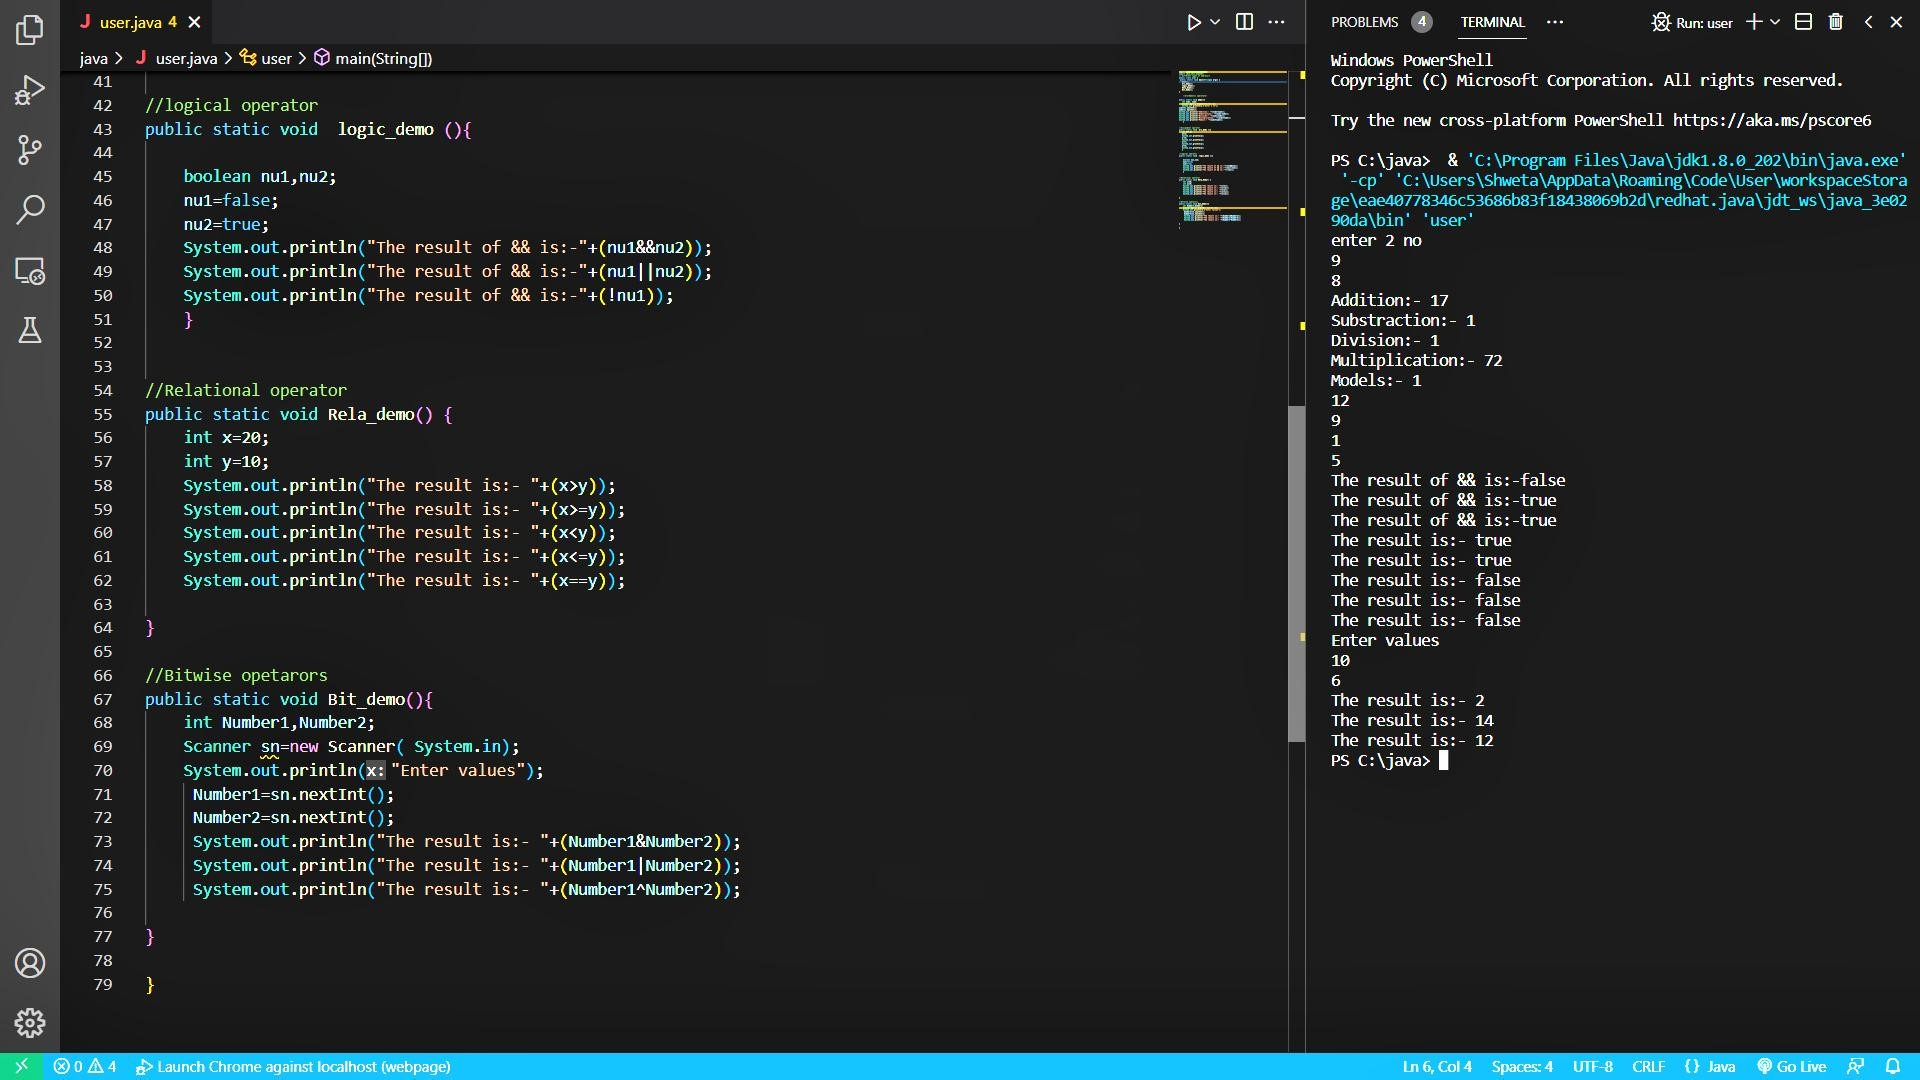 user.java 4
java > user.java > user > main(String[])
41
42 //logical operator
43 public static void  logic_demo (){
44
45 boolean nu1,nu2;
46 nu1=false;
47 nu2=true;
48 System.out.println("The result of && is:-"+(nu1&&nu2));
49 System.out.println("The result of && is:-"+(nu1||nu2));
50 System.out.println("The result of && is:-"+(!nu1));
51 }
52
53
54 //Relational operator
55 public static void Rela_demo() {
56 int x=20;
57 int y=10;
58 System.out.println("The result is:- "+(x>y));
59 System.out.println("The result is:- "+(x>=y));
60 System.out.println("The result is:- "+(x<y));
61 System.out.println("The result is:- "+(x<=y));
62 System.out.println("The result is:- "+(x==y));
63
64 }
65
66 //Bitwise opetarors
67 public static void Bit_demo(){
68 int Number1,Number2;
69 Scanner sn=new Scanner( System.in);
70 System.out.println(x: "Enter values");
71 Number1=sn.nextInt();
72 Number2=sn.nextInt();
73 System.out.println("The result is:- "+(Number1&Number2));
74 System.out.println("The result is:- "+(Number1|Number2));
75 System.out.println("The result is:- "+(Number1^Number2));
76
77 }
78
79 }
PROBLEMS 4 TERMINAL Run: user
Windows PowerShell
Copyright (C) Microsoft Corporation. All rights reserved.
Try the new cross-platform PowerShell https://aka.ms/pscore6
PS C:\java>  & 'C:\Program Files\Java\jdk1.8.0_202\bin\java.exe'
'-cp' 'C:\Users\Shweta\AppData\Roaming\Code\User\workspaceStora
ge\eae40778346c53686b83f18438069b2d\redhat.java\jdt_ws\java_3e02
90da\bin' 'user'
enter 2 no
9
8
Addition:- 17
Substraction:- 1
Division:- 1
Multiplication:- 72
Models:- 1
12
9
1
5
The result of && is:-false
The result of && is:-true
The result of && is:-true
The result is:- true
The result is:- true
The result is:- false
The result is:- false
The result is:- false
Enter values
10
6
The result is:- 2
The result is:- 14
The result is:- 12
PS C:\java>
0 4 Launch Chrome against localhost (webpage) Ln 6, Col 4 Spaces: 4 UTF-8 CRLF {} Java Go Live